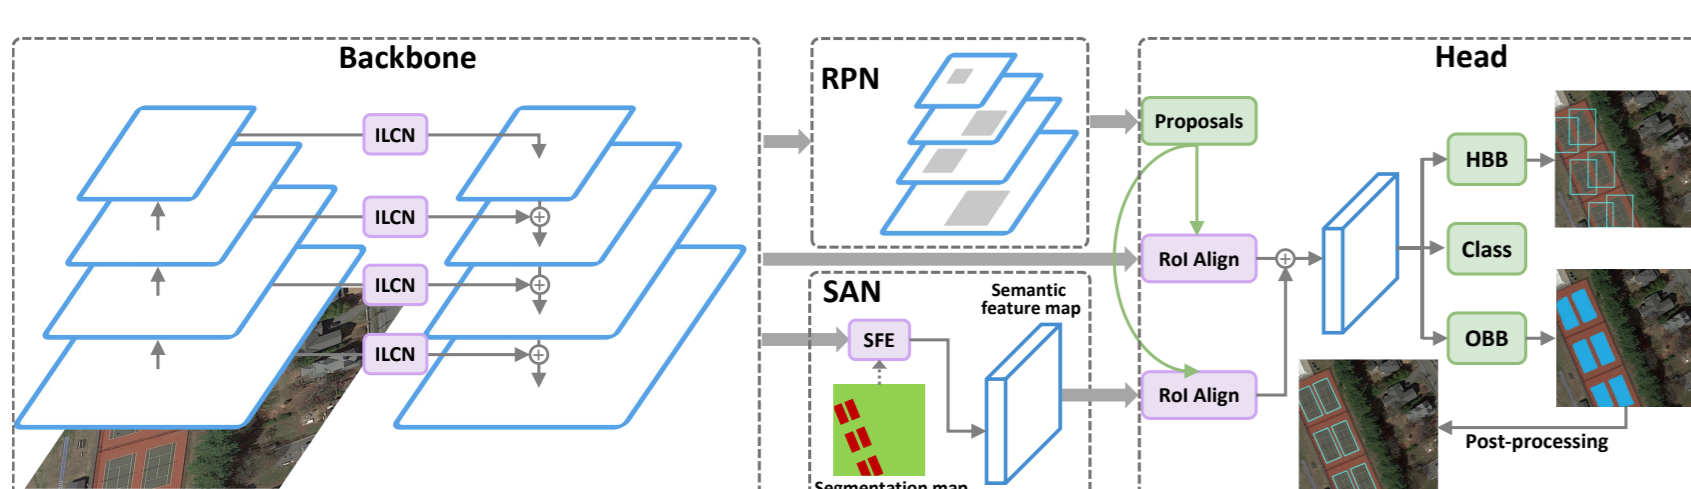 Backbone
ILCN
ILCN
ILCN
ILCN
RPN
SAN
SFE
Semantic
feature map
Segmentation map
Head
Proposals
RoI Align
RoI Align
HBB
Class
OBB
Post-processing